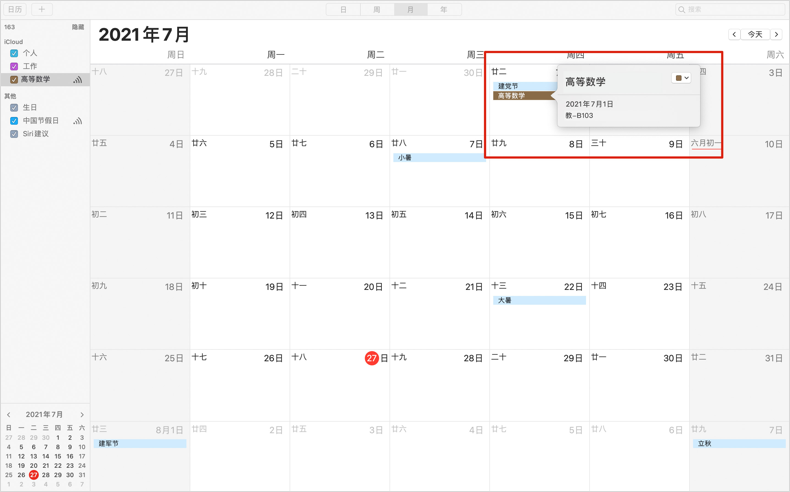 日历 + 日 周 月 年 搜索
163 隐藏
iCloud
个人
工作
高等数学
其他
生日
中国节假日
Siri 建议
2021年7月 今天
周日 周一 周二 周三 周四 周五 周六
十八 27日 十九 28日 二十 29日 廿一 30日 廿二 3日
建党节
高等数学
高等数学
2021年7月1日
教-B103
廿五 4日 廿六 5日 廿七 6日 廿八 7日 廿九 8日 三十 9日 六月初一 10日
小暑
初二 11日 初三 12日 初四 13日 初五 14日 初六 15日 初七 16日 初八 17日
初九 18日 初十 19日 十一 20日 十二 21日 十三 22日 十四 23日 十五 24日
大暑
十六 25日 十七 26日 十八 27日 十九 28日 二十 29日 廿一 30日 廿二 31日
廿三 8月1日 廿四 2日 廿五 3日 廿六 4日 廿七 5日 廿八 6日 廿九 7日
建军节 立秋
2021年7月
日 一 二 三 四 五 六
27 28 29 30 1 2 3
4 5 6 7 8 9 10
11 12 13 14 15 16 17
18 19 20 21 22 23 24
25 26 27 28 29 30 31
1 2 3 4 5 6 7